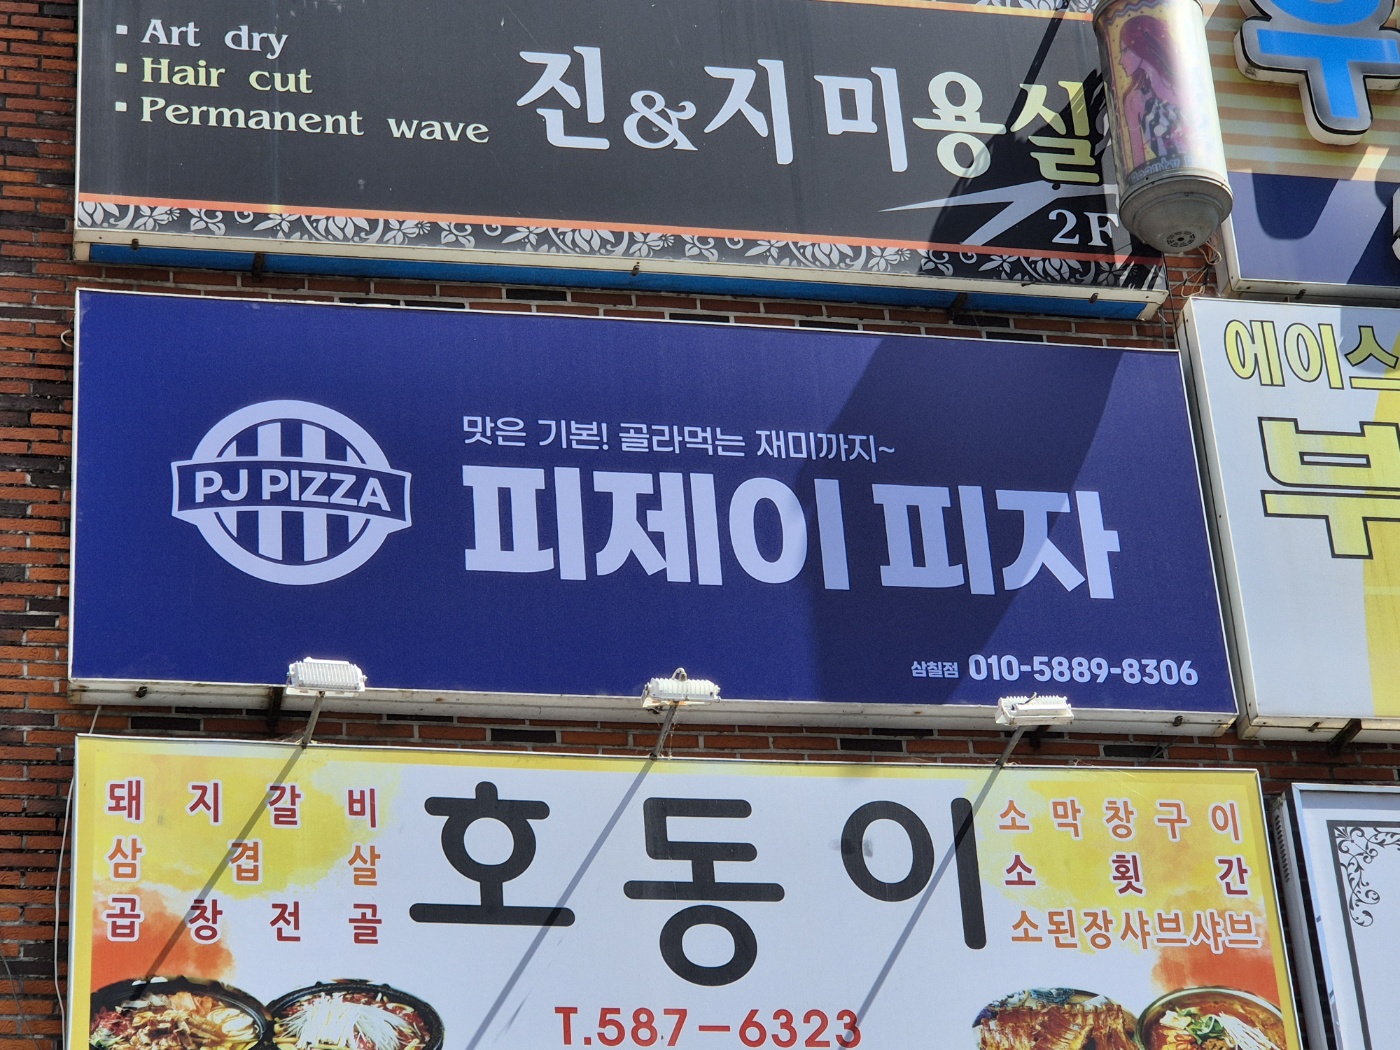 Art dry
Hair cut
Permanent wave
진&지 미용실
2F
맛은 기본! 골라먹는 재미까지~
PJ PIZZA
피제이 피자
삼칠점 010-5889-8306
에이스
부
돼지갈비
삼겹살
곱창전골
호동이
소막창구이
소횟간
소된장샤브샤브
T.587-6323